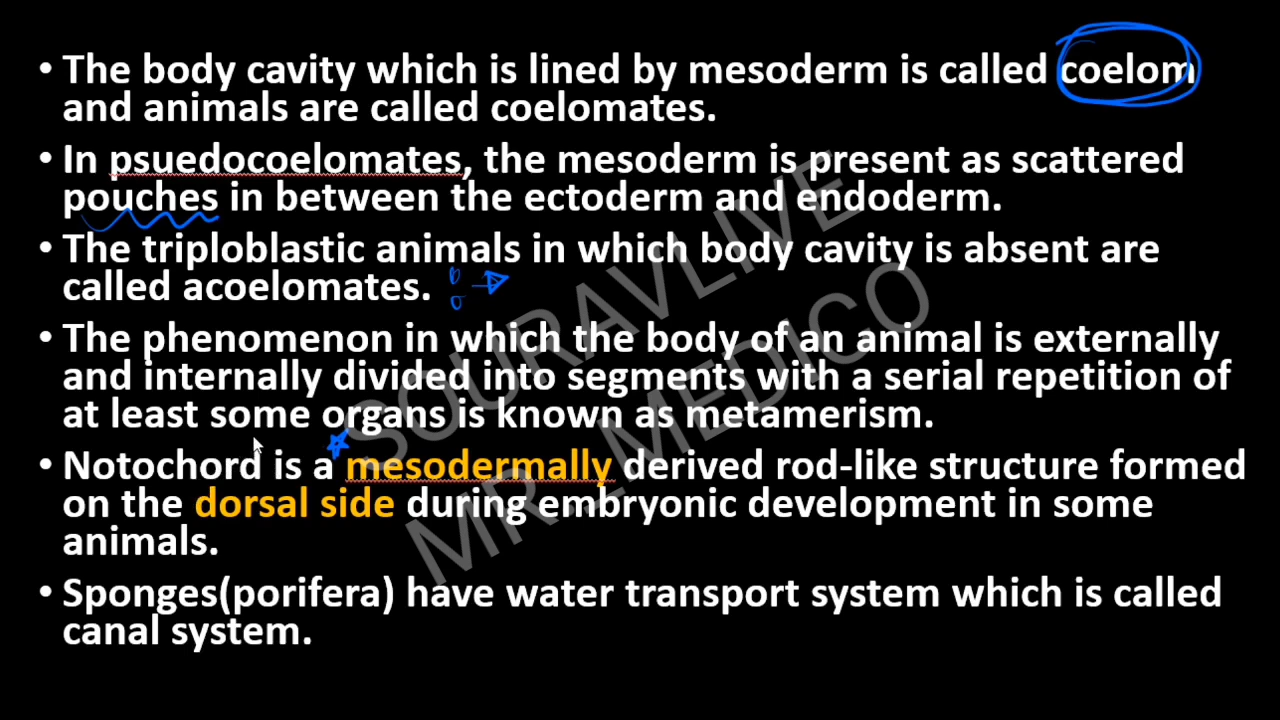 • The body cavity which is lined by mesoderm is called coelom
and animals are called coelomates.
• In psuedocoelomates, the mesoderm is present as scattered
pouches in between the ectoderm and endoderm.
• The triploblastic animals in which body cavity is absent are
called acoelomates.
• The phenomenon in which the body of an animal is externally
and internally divided into segments with a serial repetition of
at least some organs is known as metamerism.
• Notochord is a mesodermally derived rod-like structure formed
on the dorsal side during embryonic development in some
animals.
• Sponges(porifera) have water transport system which is called
canal system.
SOURAVLIVE
MR_MEDICO